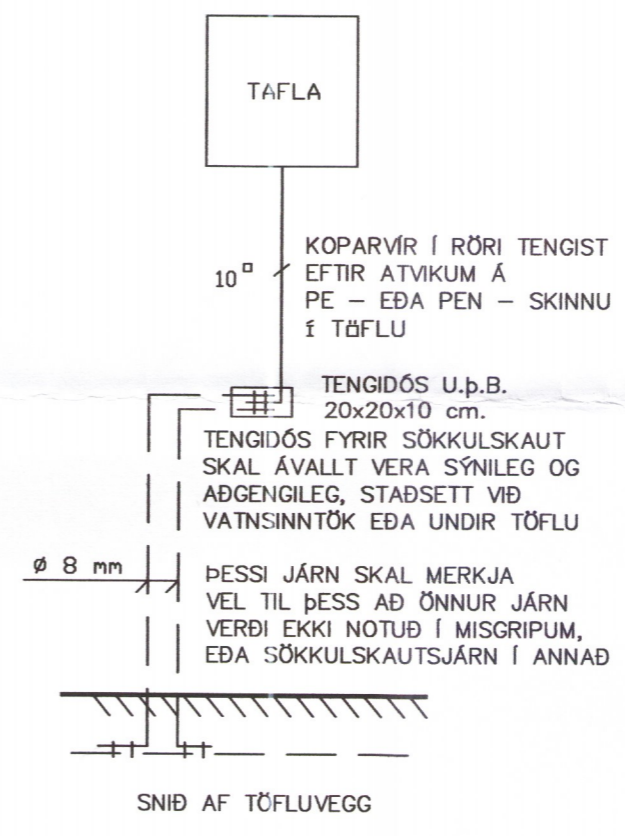 TAFLA
KOPARVÍR Í RÖRI TENGIST
10 □
EFTIR ATVIKUM Á
PE – EÐA PEN – SKINNU
Í TÖFLU
TENGIDÓS U.Þ.B.
20x20x10 cm.
TENGIDÓS FYRIR SÖKKULSKAUT
SKAL ÁVALLT VERA SÝNILEG OG
AÐGENGILEG, STAÐSETT VIÐ
VATNSINNTÖK EÐA UNDIR TÖFLU
Ø 8 mm
ÞESSI JÁRN SKAL MERKJA
VEL TIL ÞESS AÐ ÖNNUR JÁRN
VERÐI EKKI NOTUÐ Í MISGRIPUM,
EÐA SÖKKULSKAUTSJÁRN Í ANNAÐ
SNIÐ AF TÖFLUVEGG